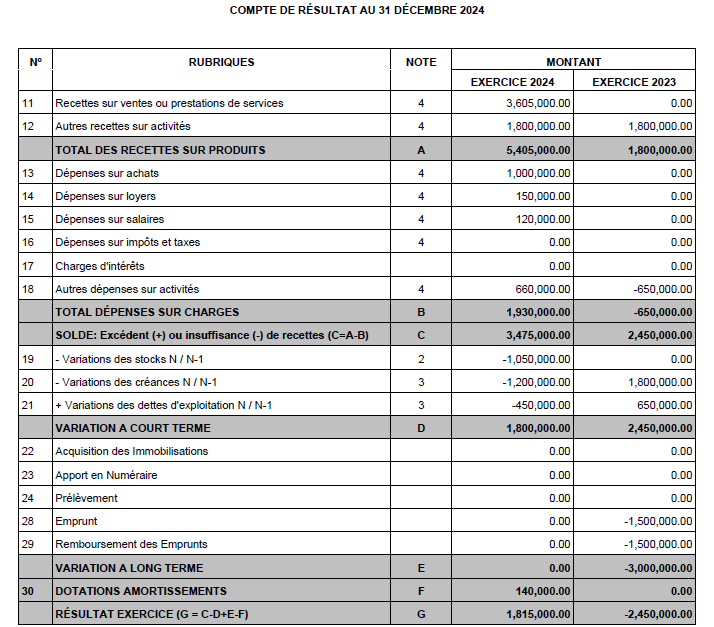 COMPTE DE RÉSULTAT AU 31 DÉCEMBRE 2024
N° RUBRIQUES NOTE MONTANT
EXERCICE 2024 EXERCICE 2023
11 Recettes sur ventes ou prestations de services 4 3,605,000.00 0.00
12 Autres recettes sur activités 4 1,800,000.00 1,800,000.00
TOTAL DES RECETTES SUR PRODUITS A 5,405,000.00 1,800,000.00
13 Dépenses sur achats 4 1,000,000.00 0.00
14 Dépenses sur loyers 4 150,000.00 0.00
15 Dépenses sur salaires 4 120,000.00 0.00
16 Dépenses sur impôts et taxes 4 0.00 0.00
17 Charges d'intérêts 0.00 0.00
18 Autres dépenses sur activités 4 660,000.00 -650,000.00
TOTAL DÉPENSES SUR CHARGES B 1,930,000.00 -650,000.00
SOLDE: Excédent (+) ou insuffisance (-) de recettes (C=A-B) C 3,475,000.00 2,450,000.00
19 - Variations des stocks N / N-1 2 -1,050,000.00 0.00
20 - Variations des créances N / N-1 3 -1,200,000.00 1,800,000.00
21 + Variations des dettes d'exploitation N / N-1 3 -450,000.00 650,000.00
VARIATION A COURT TERME D 1,800,000.00 2,450,000.00
22 Acquisition des Immobilisations 0.00 0.00
23 Apport en Numéraire 0.00 0.00
24 Prélèvement 0.00 0.00
28 Emprunt 0.00 -1,500,000.00
29 Remboursement des Emprunts 0.00 -1,500,000.00
VARIATION A LONG TERME E 0.00 -3,000,000.00
30 DOTATIONS AMORTISSEMENTS F 140,000.00 0.00
RÉSULTAT EXERCICE (G = C-D+E-F) G 1,815,000.00 -2,450,000.00